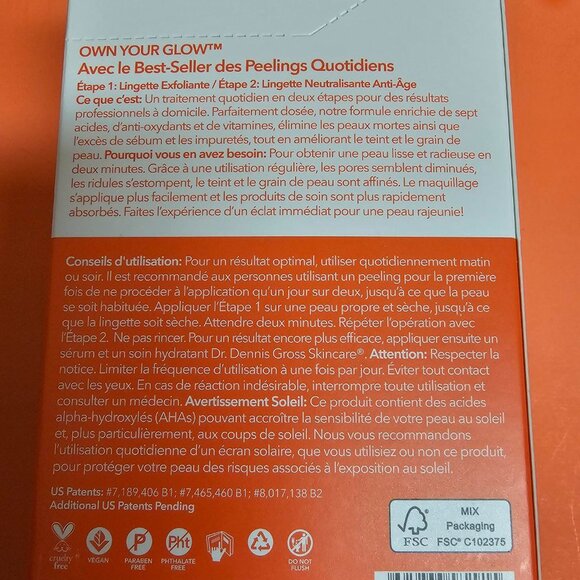 OWN YOUR GLOW™
Avec le Best-Seller des Peelings Quotidiens
Étape 1: Lingette Exfoliante / Étape 2: Lingette Neutralisante Anti-Âge
Ce que c'est: Un traitement quotidien en deux étapes pour des résultats
professionnels à domicile. Parfaitement dosée, notre formule enrichie de sept
acides, d'anti-oxydants et de vitamines, élimine les peaux mortes ainsi que
l'excès de sébum et les impuretés, tout en améliorant le teint et le grain de
peau. Pourquoi vous en avez besoin: Pour obtenir une peau lisse et radieuse en
deux minutes. Grâce à une utilisation régulière, les pores semblent diminués,
les ridules s'estompent, le teint et le grain de peau sont affinés. Le maquillage
s'applique plus facilement et les produits de soin sont plus rapidement
absorbés. Faites l'expérience d'un éclat immédiat pour une peau rajeunie!
Conseils d'utilisation: Pour un résultat optimal, utiliser quotidiennement matin
ou soir. Il est recommandé aux personnes utilisant un peeling pour la première
fois de ne procéder à l'application qu'un jour sur deux, jusqu'à ce que la peau
se soit habituée. Appliquer l'Étape 1 sur une peau propre et sèche, jusqu'à ce
que la lingette soit sèche. Attendre deux minutes. Répéter l'opération avec
l'Étape 2. Ne pas rincer. Pour un résultat encore plus efficace, appliquer ensuite un
sérum et un soin hydratant Dr. Dennis Gross Skincare®. Attention: Respecter la
notice. Limiter la fréquence d'utilisation à une fois par jour. Éviter tout contact
avec les yeux. En cas de réaction indésirable, interrompre toute utilisation et
consulter un médecin. Avertissement Soleil: Ce produit contient des acides
alpha-hydroxylés (AHAs) pouvant accroître la sensibilité de votre peau au soleil
et, plus particulièrement, aux coups de soleil. Nous vous recommandons
l'utilisation quotidienne d'un écran solaire, que vous utilisiez ou non ce produit,
pour protéger votre peau des risques associés à l'exposition au soleil.
US Patents: #7,189,406 B1; #7,465,460 B1; #8,017,138 B2
Additional US Patents Pending
cruelty free
VEGAN
PARABEN FREE
Pht
PHTHALATE FREE
DO NOT FLUSH
FSC
MIX
Packaging
FSC® C102375